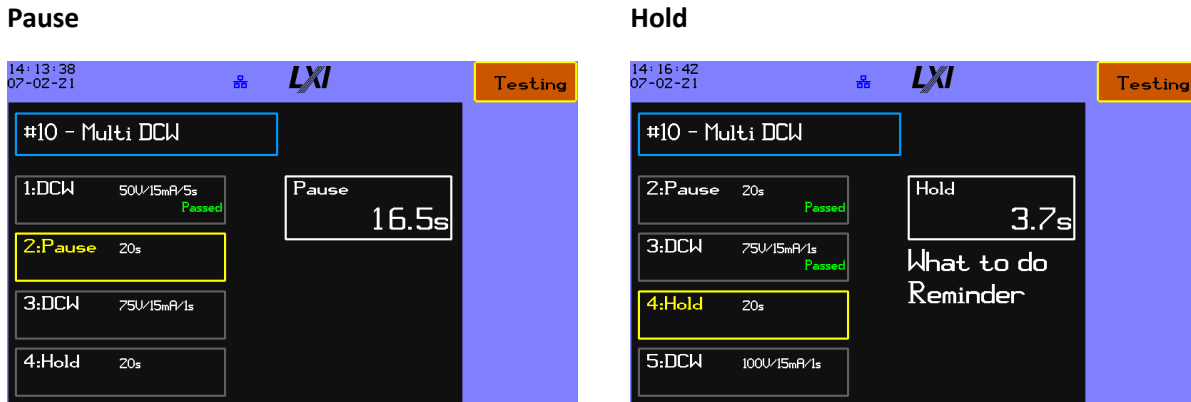 Pause
14:13:38
07-02-21
LXI
Testing
#10 - Multi DCW
1:DCW 50V/15mA/5s
Passed
2:Pause 20s
3:DCW 75V/15mA/1s
4:Hold 20s
Pause
16.5s
Hold
14:16:42
07-02-21
LXI
Testing
#10 - Multi DCW
2:Pause 20s
Passed
3:DCW 75V/15mA/1s
Passed
4:Hold 20s
5:DCW 100V/15mA/1s
Hold
3.7s
What to do
Reminder